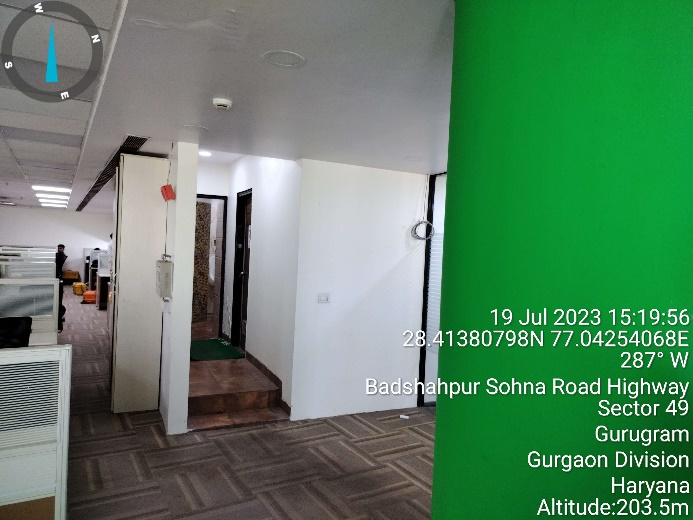 W
N
S
E
19 Jul 2023 15:19:56
28.41380798N 77.04254068E
287° W
Badshahpur Sohna Road Highway
Sector 49
Gurugram
Gurgaon Division
Haryana
Altitude:203.5m